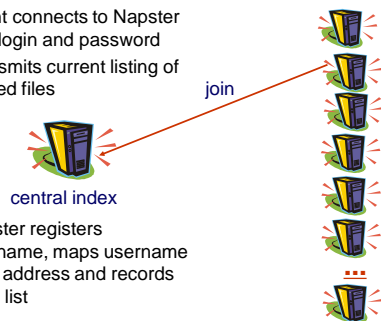 nt connects to Napster
login and password
smits current listing of
ed files
join
central index
ster registers
name, maps username
address and records
list
...